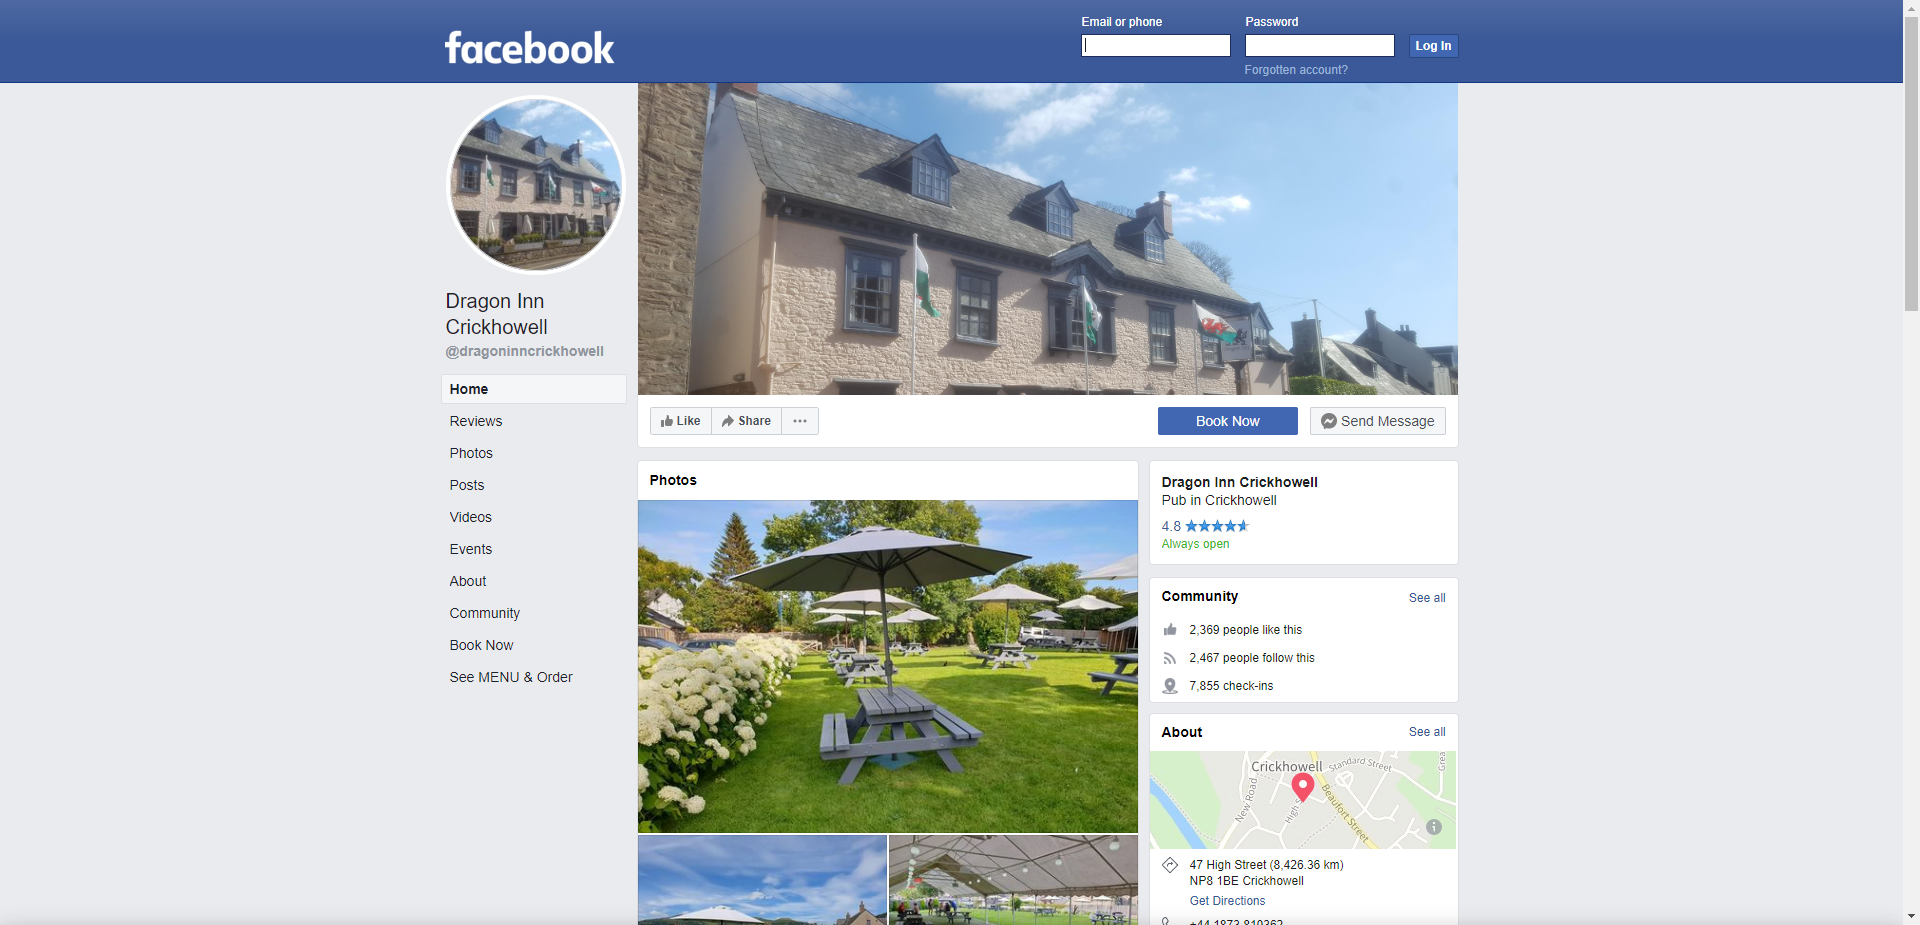 facebook
Email or phone
Password
Log In
Forgotten account?
Dragon Inn
Crickhowell
@dragoninncrickhowell
Home
Reviews
Photos
Posts
Videos
Events
About
Community
Book Now
See MENU & Order
Like
Share
Book Now
Send Message
Photos
Dragon Inn Crickhowell
Pub in Crickhowell
4.8
Always open
Community
See all
2,369 people like this
2,467 people follow this
7,855 check-ins
About
See all
Crickhowell
Standard Street
New Road
High S
Beaufort Street
Grea
47 High Street (8,426.36 km)
NP8 1BE Crickhowell
Get Directions
+44 1873 810362